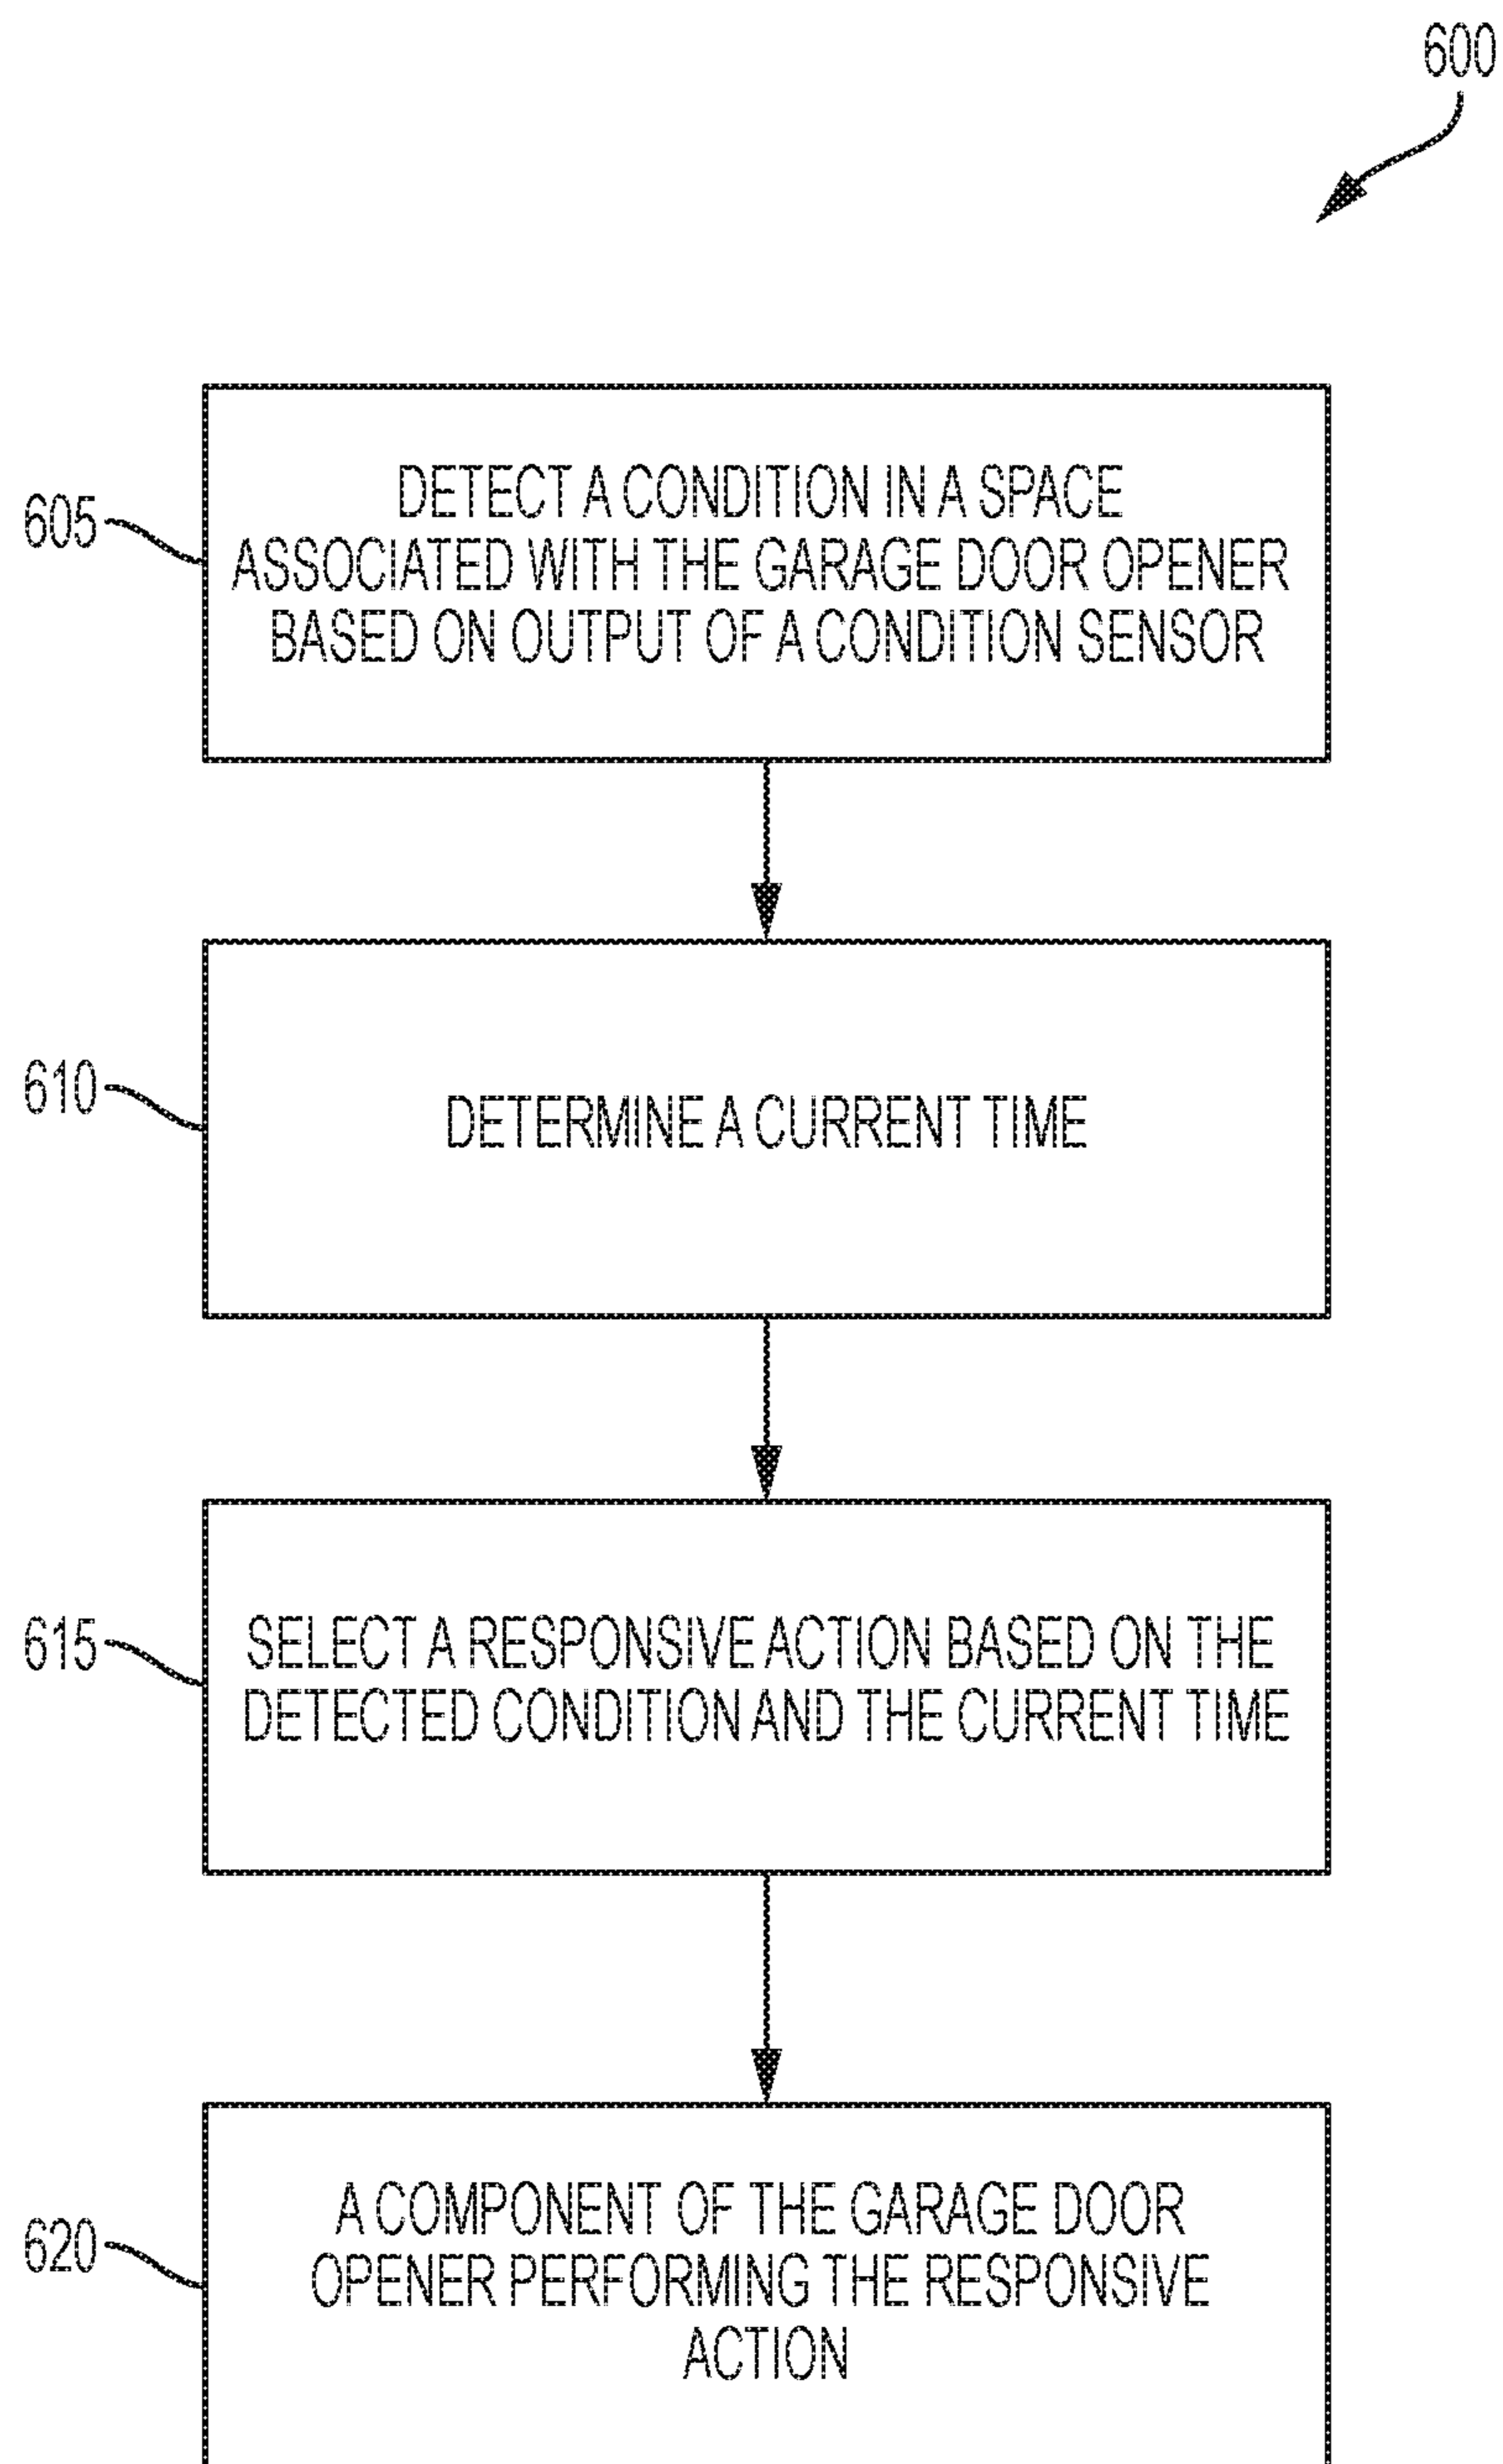 600
605
DETECT A CONDITION IN A SPACE
ASSOCIATED WITH THE GARAGE DOOR OPENER
BASED ON OUTPUT OF A CONDITION SENSOR
610
DETERMINE A CURRENT TIME
615
SELECT A RESPONSIVE ACTION BASED ON THE
DETECTED CONDITION AND THE CURRENT TIME
620
A COMPONENT OF THE GARAGE DOOR
OPENER PERFORMING THE RESPONSIVE
ACTION